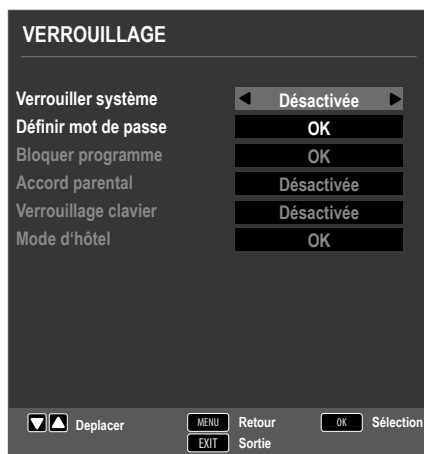 VERROUILLAGE
Verrouiller système Désactivée
Définir mot de passe OK
Bloquer programme OK
Accord parental Désactivée
Verrouillage clavier Désactivée
Mode d‘hôtel OK
Deplacer MENU Retour OK Sélection
EXIT Sortie